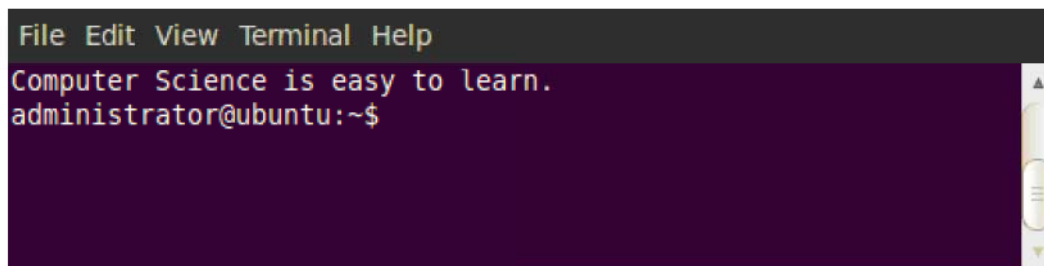 File Edit View Terminal Help
Computer Science is easy to learn.
administrator@ubuntu:~$